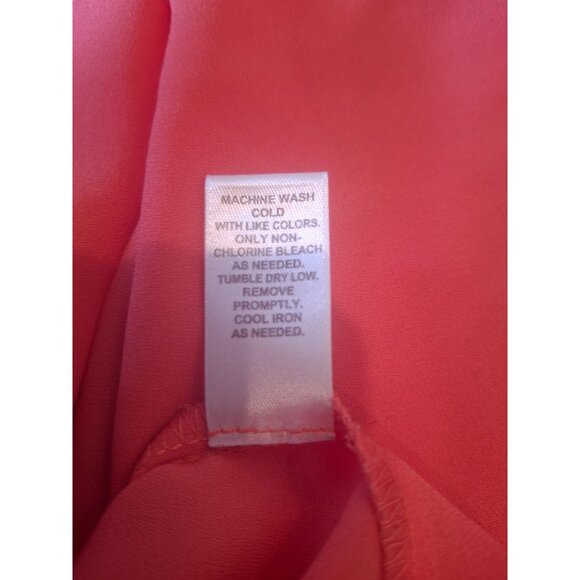 MACHINE WASH
COLD
WITH LIKE COLORS.
ONLY NON-
CHLORINE BLEACH
AS NEEDED.
TUMBLE DRY LOW.
REMOVE
PROMPTLY.
COOL IRON
AS NEEDED.